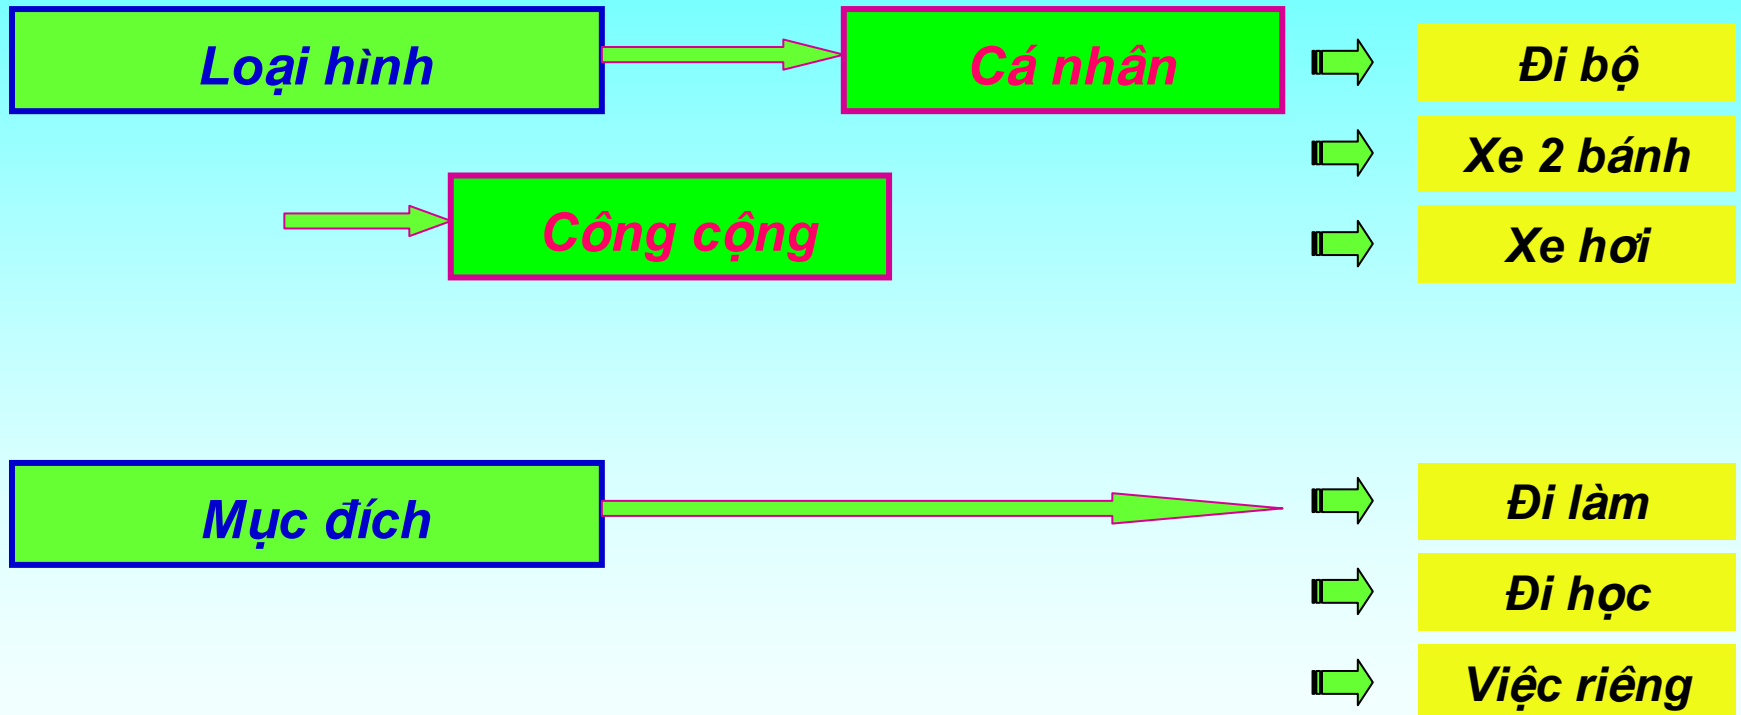 Loại hình
Cá nhân
Đi bộ
Xe 2 bánh
Công cộng
Xe hơi
Mục đích
Đi làm
Đi học
Việc riêng